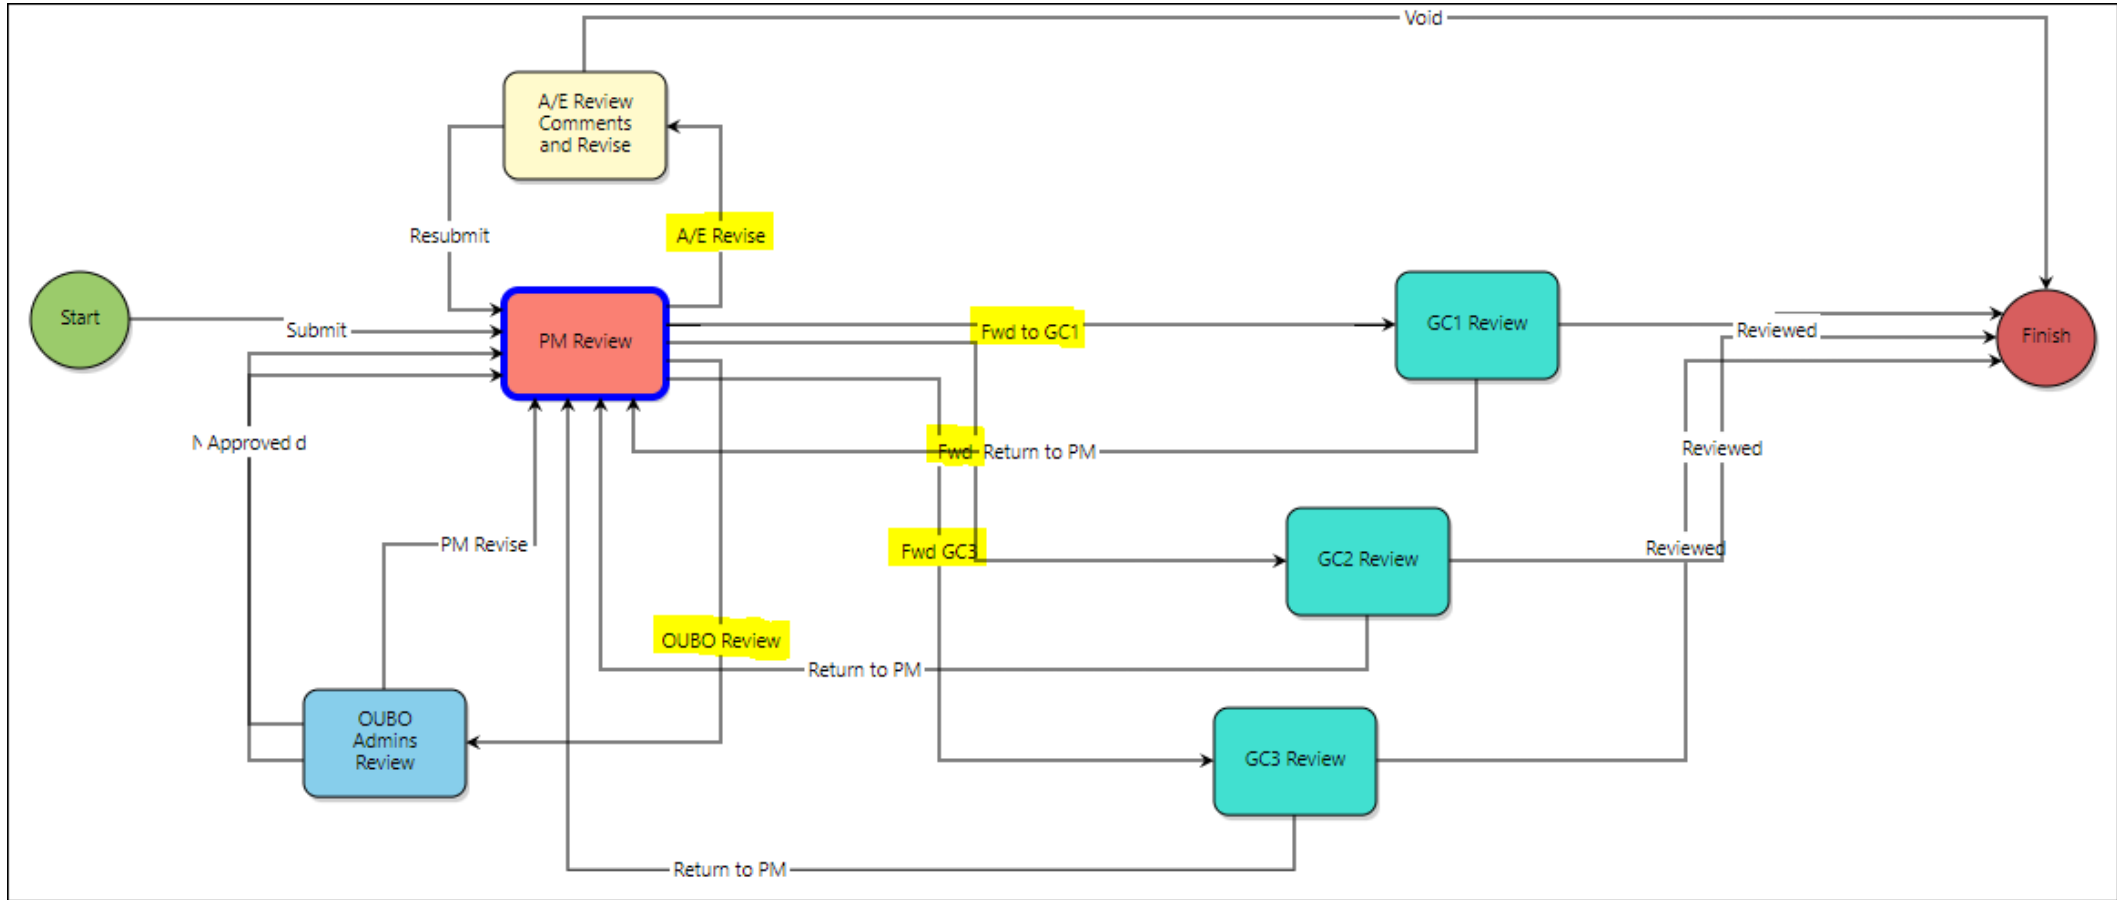 Void
A/E Review
Comments
and Revise
Resubmit
A/E Revise
Start
Submit
PM Review
Fwd to GC1
GC1 Review
Reviewed
Finish
Approved d
Fwd
Return to PM
Reviewed
PM Revise
Fwd GC3
GC2 Review
Reviewed
OUBO Review
Return to PM
OUBO
Admins
Review
GC3 Review
Return to PM